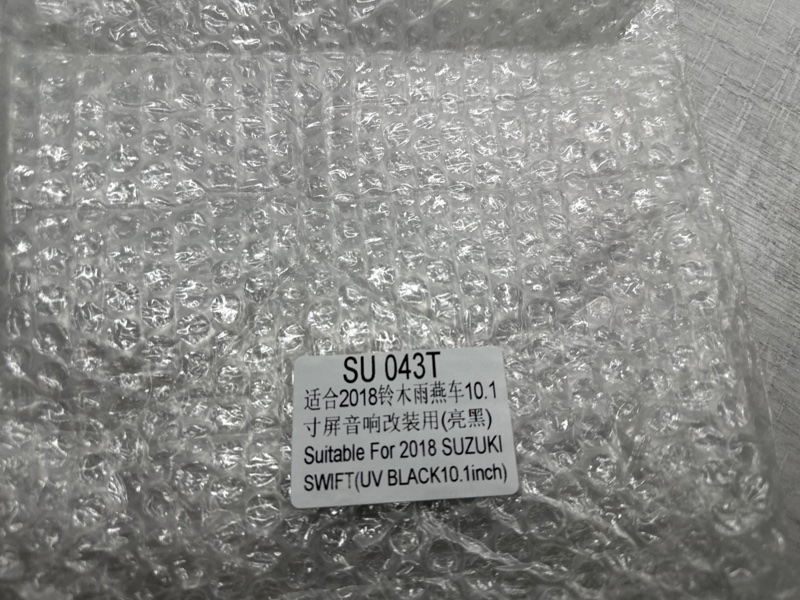 SU 043T
适合2018铃木雨燕车10.1
寸屏音响改装用(亮黑)
Suitable For 2018 SUZUKI
SWIFT(UV BLACK10.1inch)